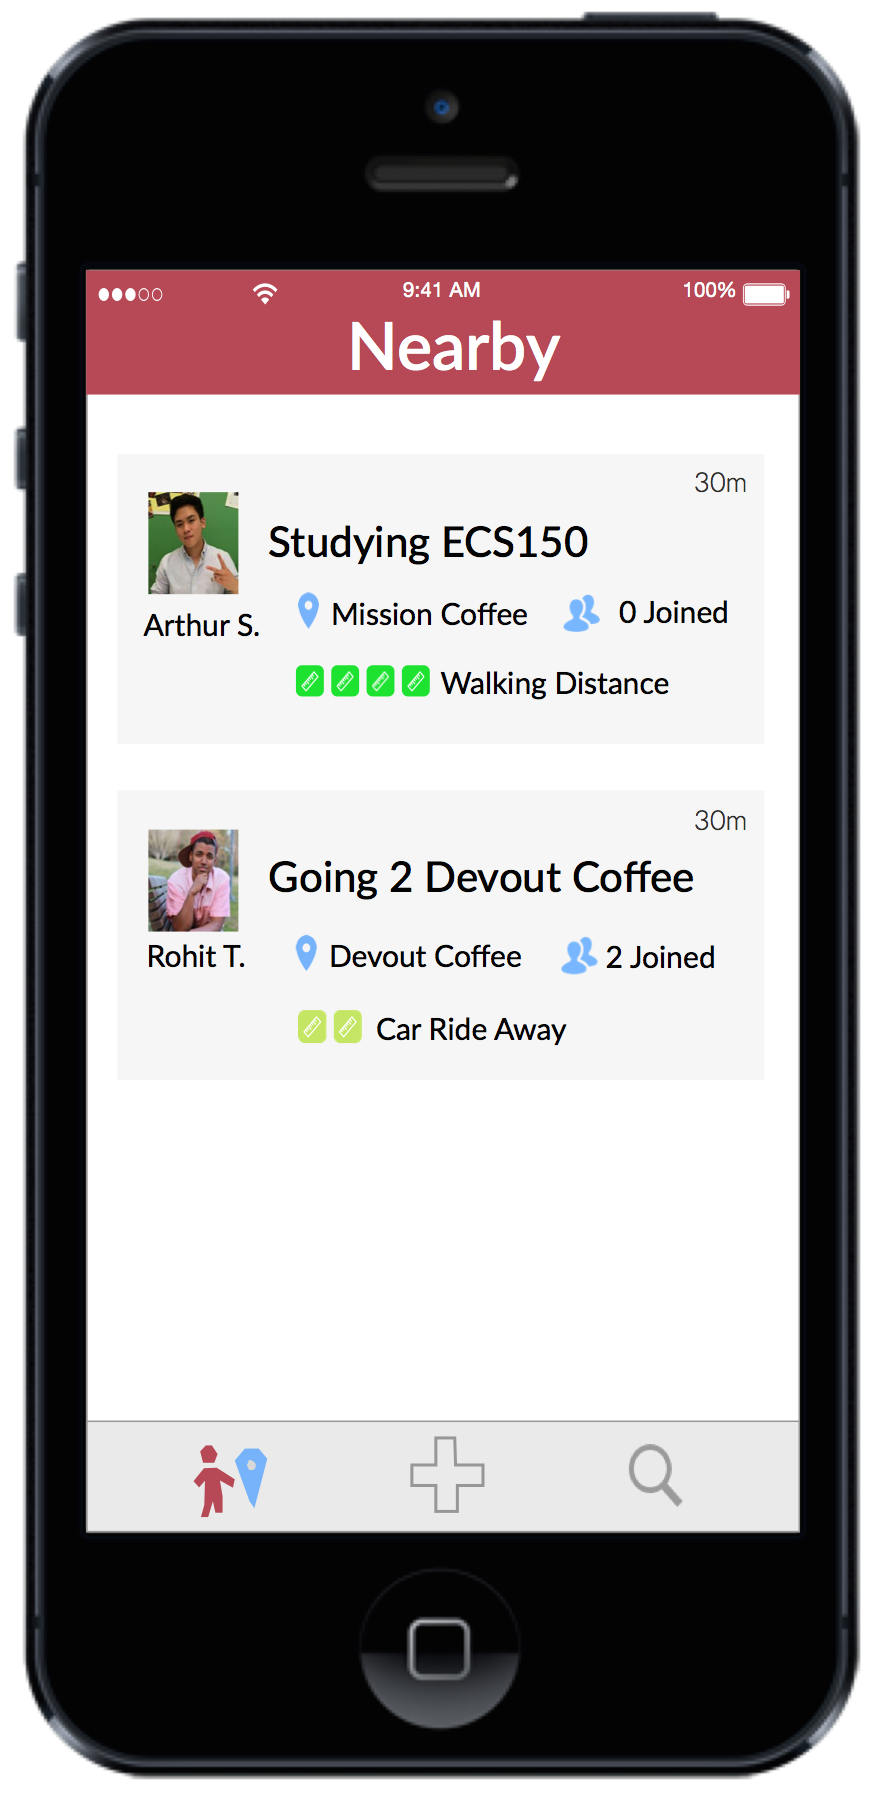 9:41 AM 100%
Nearby
30m
Studying ECS150
Arthur S.
Mission Coffee 0 Joined
Walking Distance
30m
Going 2 Devout Coffee
Rohit T.
Devout Coffee 2 Joined
Car Ride Away